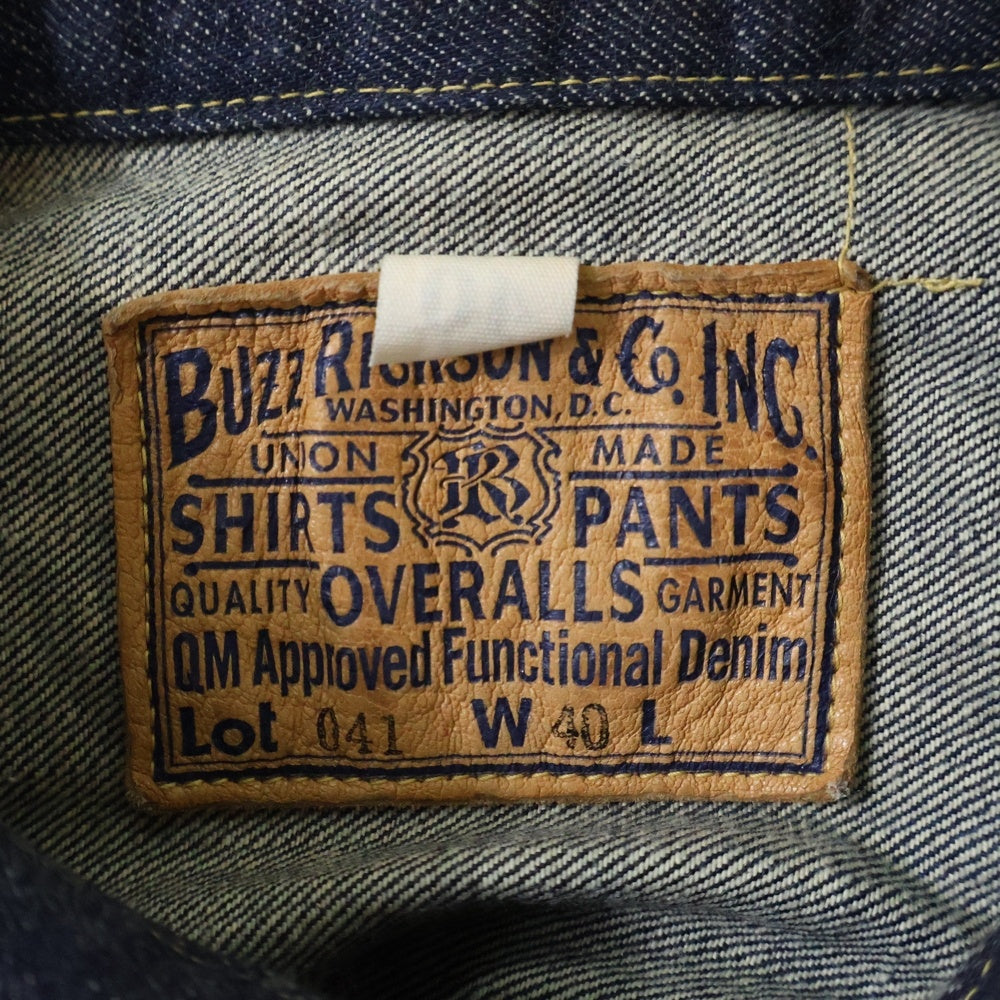 BUZZ RICKSON & CO. INC.
WASHINGTON, D.C.
UNION BR MADE
SHIRTS PANTS
QUALITY OVERALLS GARMENT
QM Approved Functional Denim
Lot 041 W 40 L